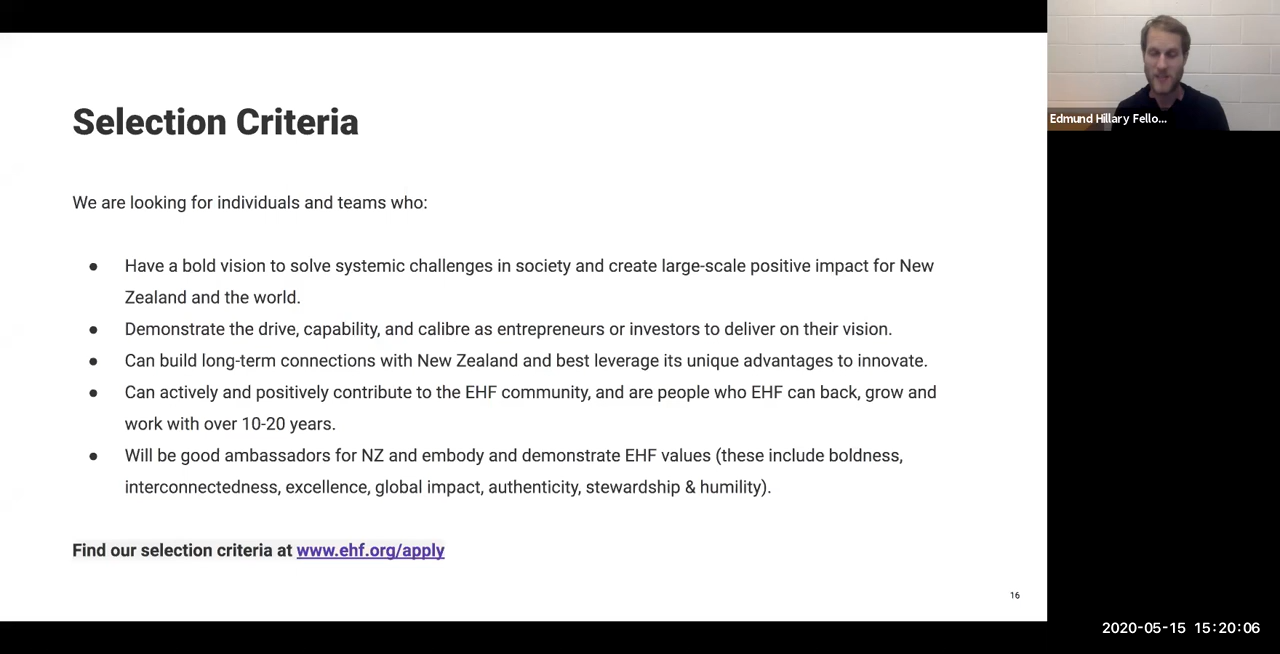 Selection Criteria
We are looking for individuals and teams who:
● Have a bold vision to solve systemic challenges in society and create large-scale positive impact for New
Zealand and the world.
● Demonstrate the drive, capability, and calibre as entrepreneurs or investors to deliver on their vision.
● Can build long-term connections with New Zealand and best leverage its unique advantages to innovate.
● Can actively and positively contribute to the EHF community, and are people who EHF can back, grow and
work with over 10-20 years.
● Will be good ambassadors for NZ and embody and demonstrate EHF values (these include boldness,
interconnectedness, excellence, global impact, authenticity, stewardship & humility).
Find our selection criteria at www.ehf.org/apply
16
Edmund Hillary Fello...
2020-05-15 15:20:06